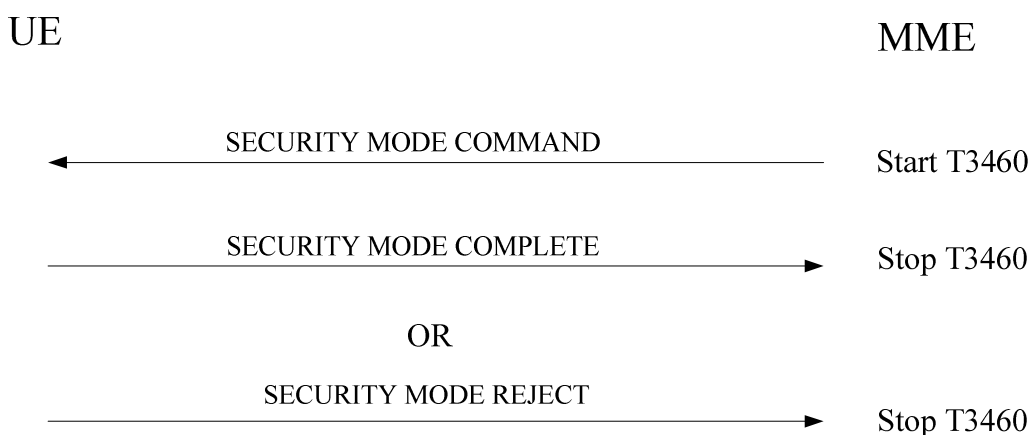 UE
MME
SECURITY MODE COMMAND
Start T3460
SECURITY MODE COMPLETE
Stop T3460
OR
SECURITY MODE REJECT
Stop T3460